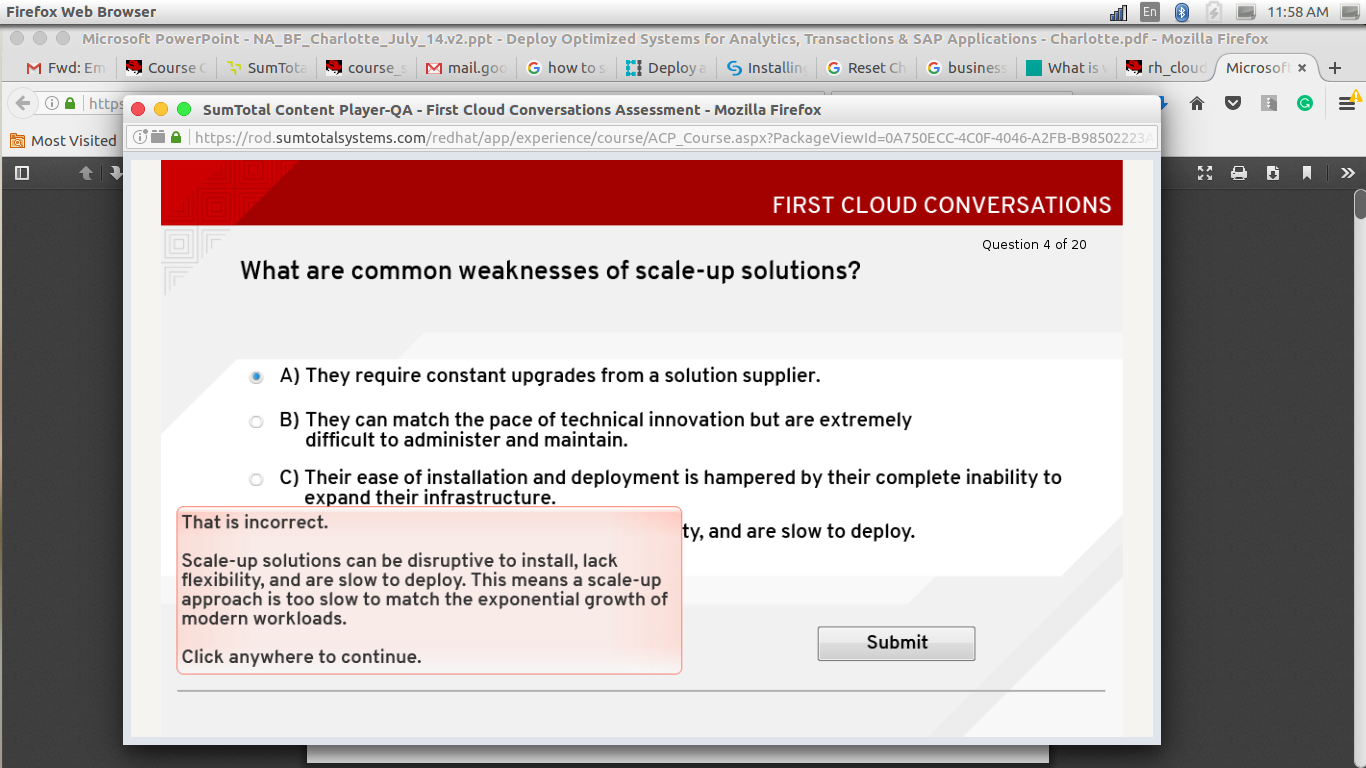 Firefox Web Browser
En
11:58 AM
Microsoft PowerPoint - NA_BF_Charlotte_July_14.v2.ppt - Deploy Optimized Systems for Analytics, Transactions & SAP Applications - Charlotte.pdf - Mozilla Firefox
Fwd: Em
Course
SumTota
course_s
mail.goo
how to s
Deploy a
Installin
Reset Ch
business
What is
rh_cloud
Microsoft
https
Most Visited
SumTotal Content Player-QA - First Cloud Conversations Assessment - Mozilla Firefox
https://rod.sumtotalsystems.com/redhat/app/experience/course/ACP_Course.aspx?PackageViewId=0A750ECC-4C0F-4046-A2FB-B98502223A
FIRST CLOUD CONVERSATIONS
Question 4 of 20
What are common weaknesses of scale-up solutions?
A) They require constant upgrades from a solution supplier.
B) They can match the pace of technical innovation but are extremely
difficult to administer and maintain.
C) Their ease of installation and deployment is hampered by their complete inability to
expand their infrastructure.
ty, and are slow to deploy.
That is incorrect.
Scale-up solutions can be disruptive to install, lack
flexibility, and are slow to deploy. This means a scale-up
approach is too slow to match the exponential growth of
modern workloads.
Click anywhere to continue.
Submit